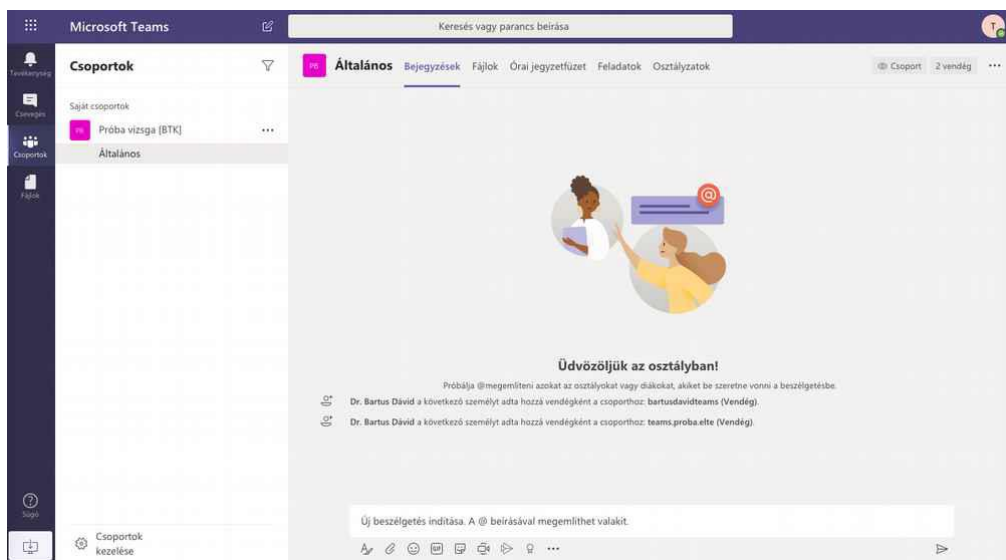 Microsoft Teams
Keresés vagy parancs beírása
T
Tevékenység
Csevegés
Csoportok
Fájlok
Súgó
Csoportok
Saját csoportok
PB Próba vizsga [BTK]
Általános
Csoportok kezelése
PB Általános Bejegyzések Fájlok Órai jegyzetfüzet Feladatok Osztályzatok
Csoport 2 vendég
@
Üdvözöljük az osztályban!
Próbálja @megemlíteni azokat az osztályokat vagy diákokat, akiket be szeretne vonni a beszélgetésbe.
Dr. Bartus Dávid a következő személyt adta hozzá vendégként a csoporthoz: bartusdavidteams (Vendég).
Dr. Bartus Dávid a következő személyt adta hozzá vendégként a csoporthoz: teams.proba.elte (Vendég).
Új beszélgetés indítása. A @ beírásával megemlíthet valakit.
GIF